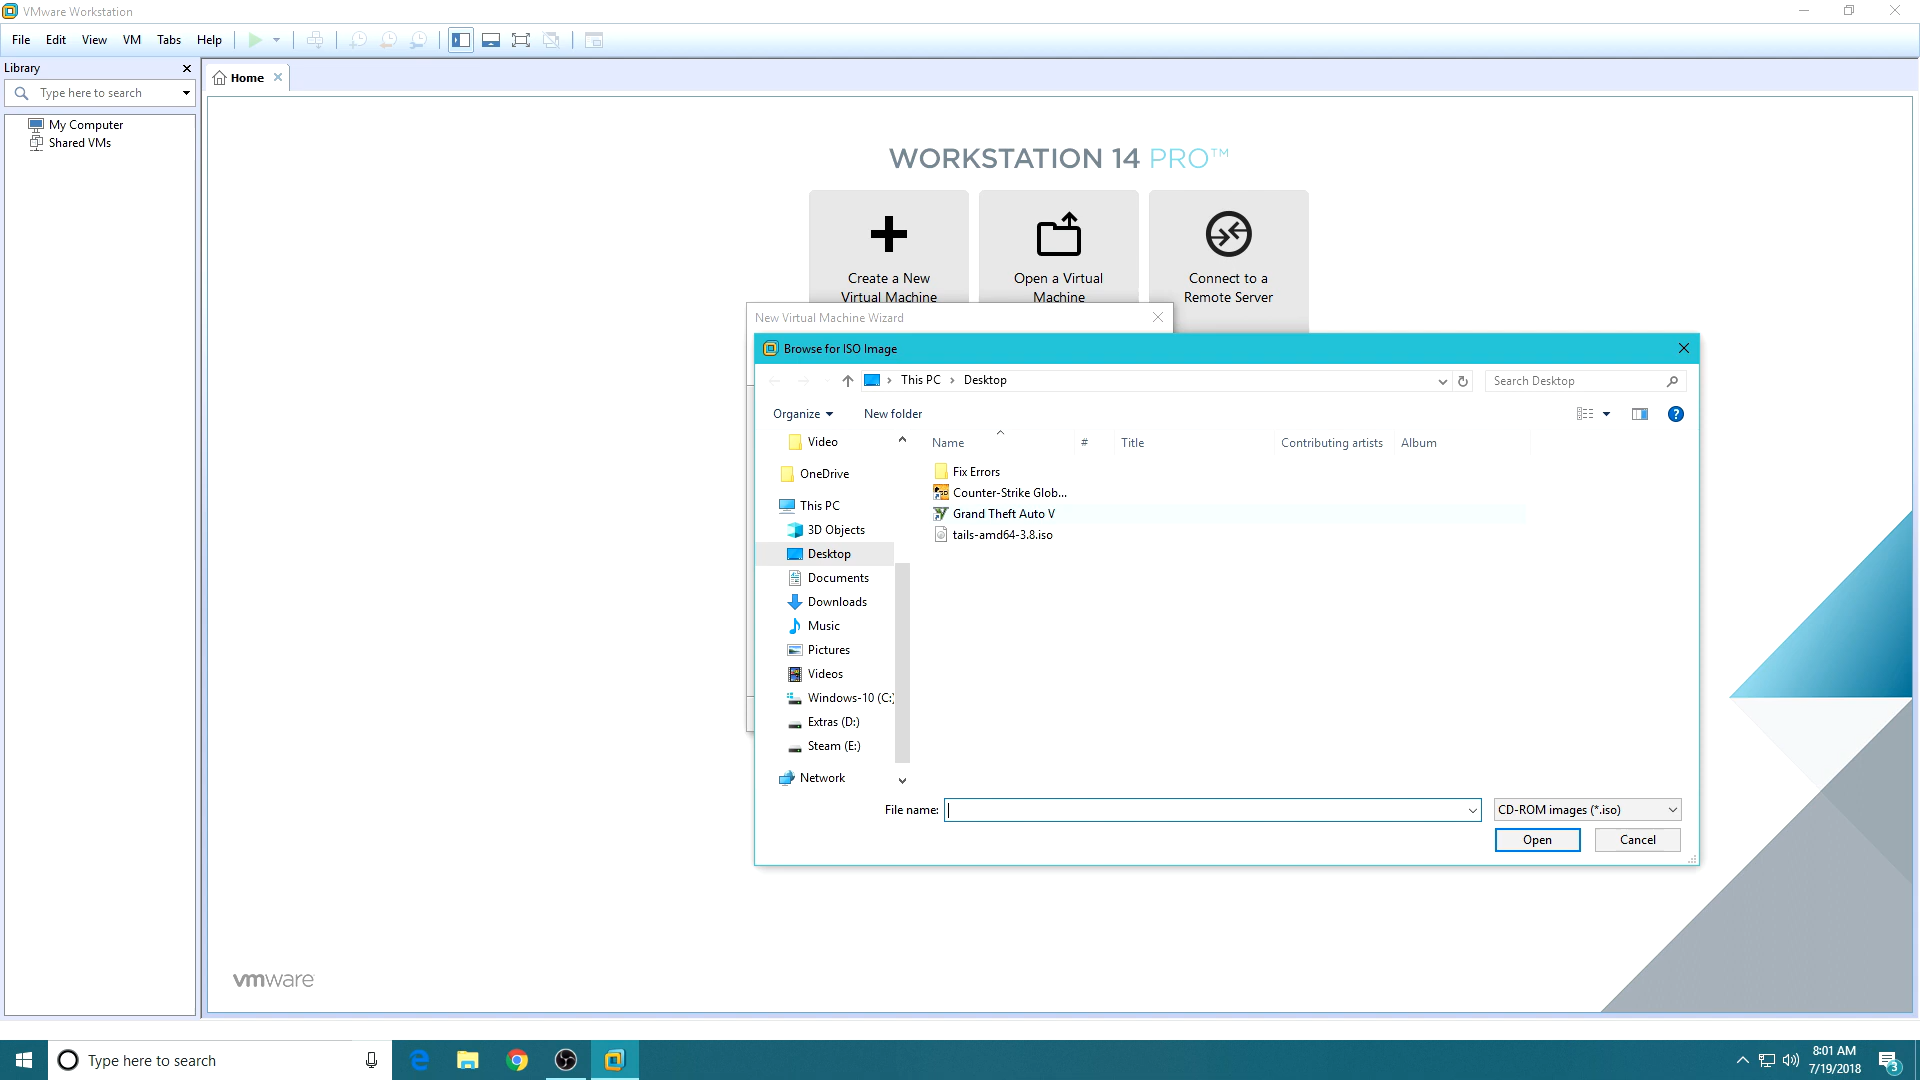 VMware Workstation
File Edit View VM Tabs Help
Library
Type here to search
My Computer
Shared VMs
Home
WORKSTATION 14 PRO™
Create a New
Virtual Machine
Open a Virtual
Machine
Connect to a
Remote Server
New Virtual Machine Wizard
Browse for ISO Image
This PC Desktop
Search Desktop
Organize New folder
Name # Title Contributing artists Album
Video
OneDrive
This PC
3D Objects
Desktop
Documents
Downloads
Music
Pictures
Videos
Windows-10 (C:)
Extras (D:)
Steam (E:)
Network
Fix Errors
Counter-Strike Glob...
Grand Theft Auto V
tails-amd64-3.8.iso
File name:
CD-ROM images (*.iso)
Open Cancel
vmware
Type here to search
8:01 AM
7/19/2018
3